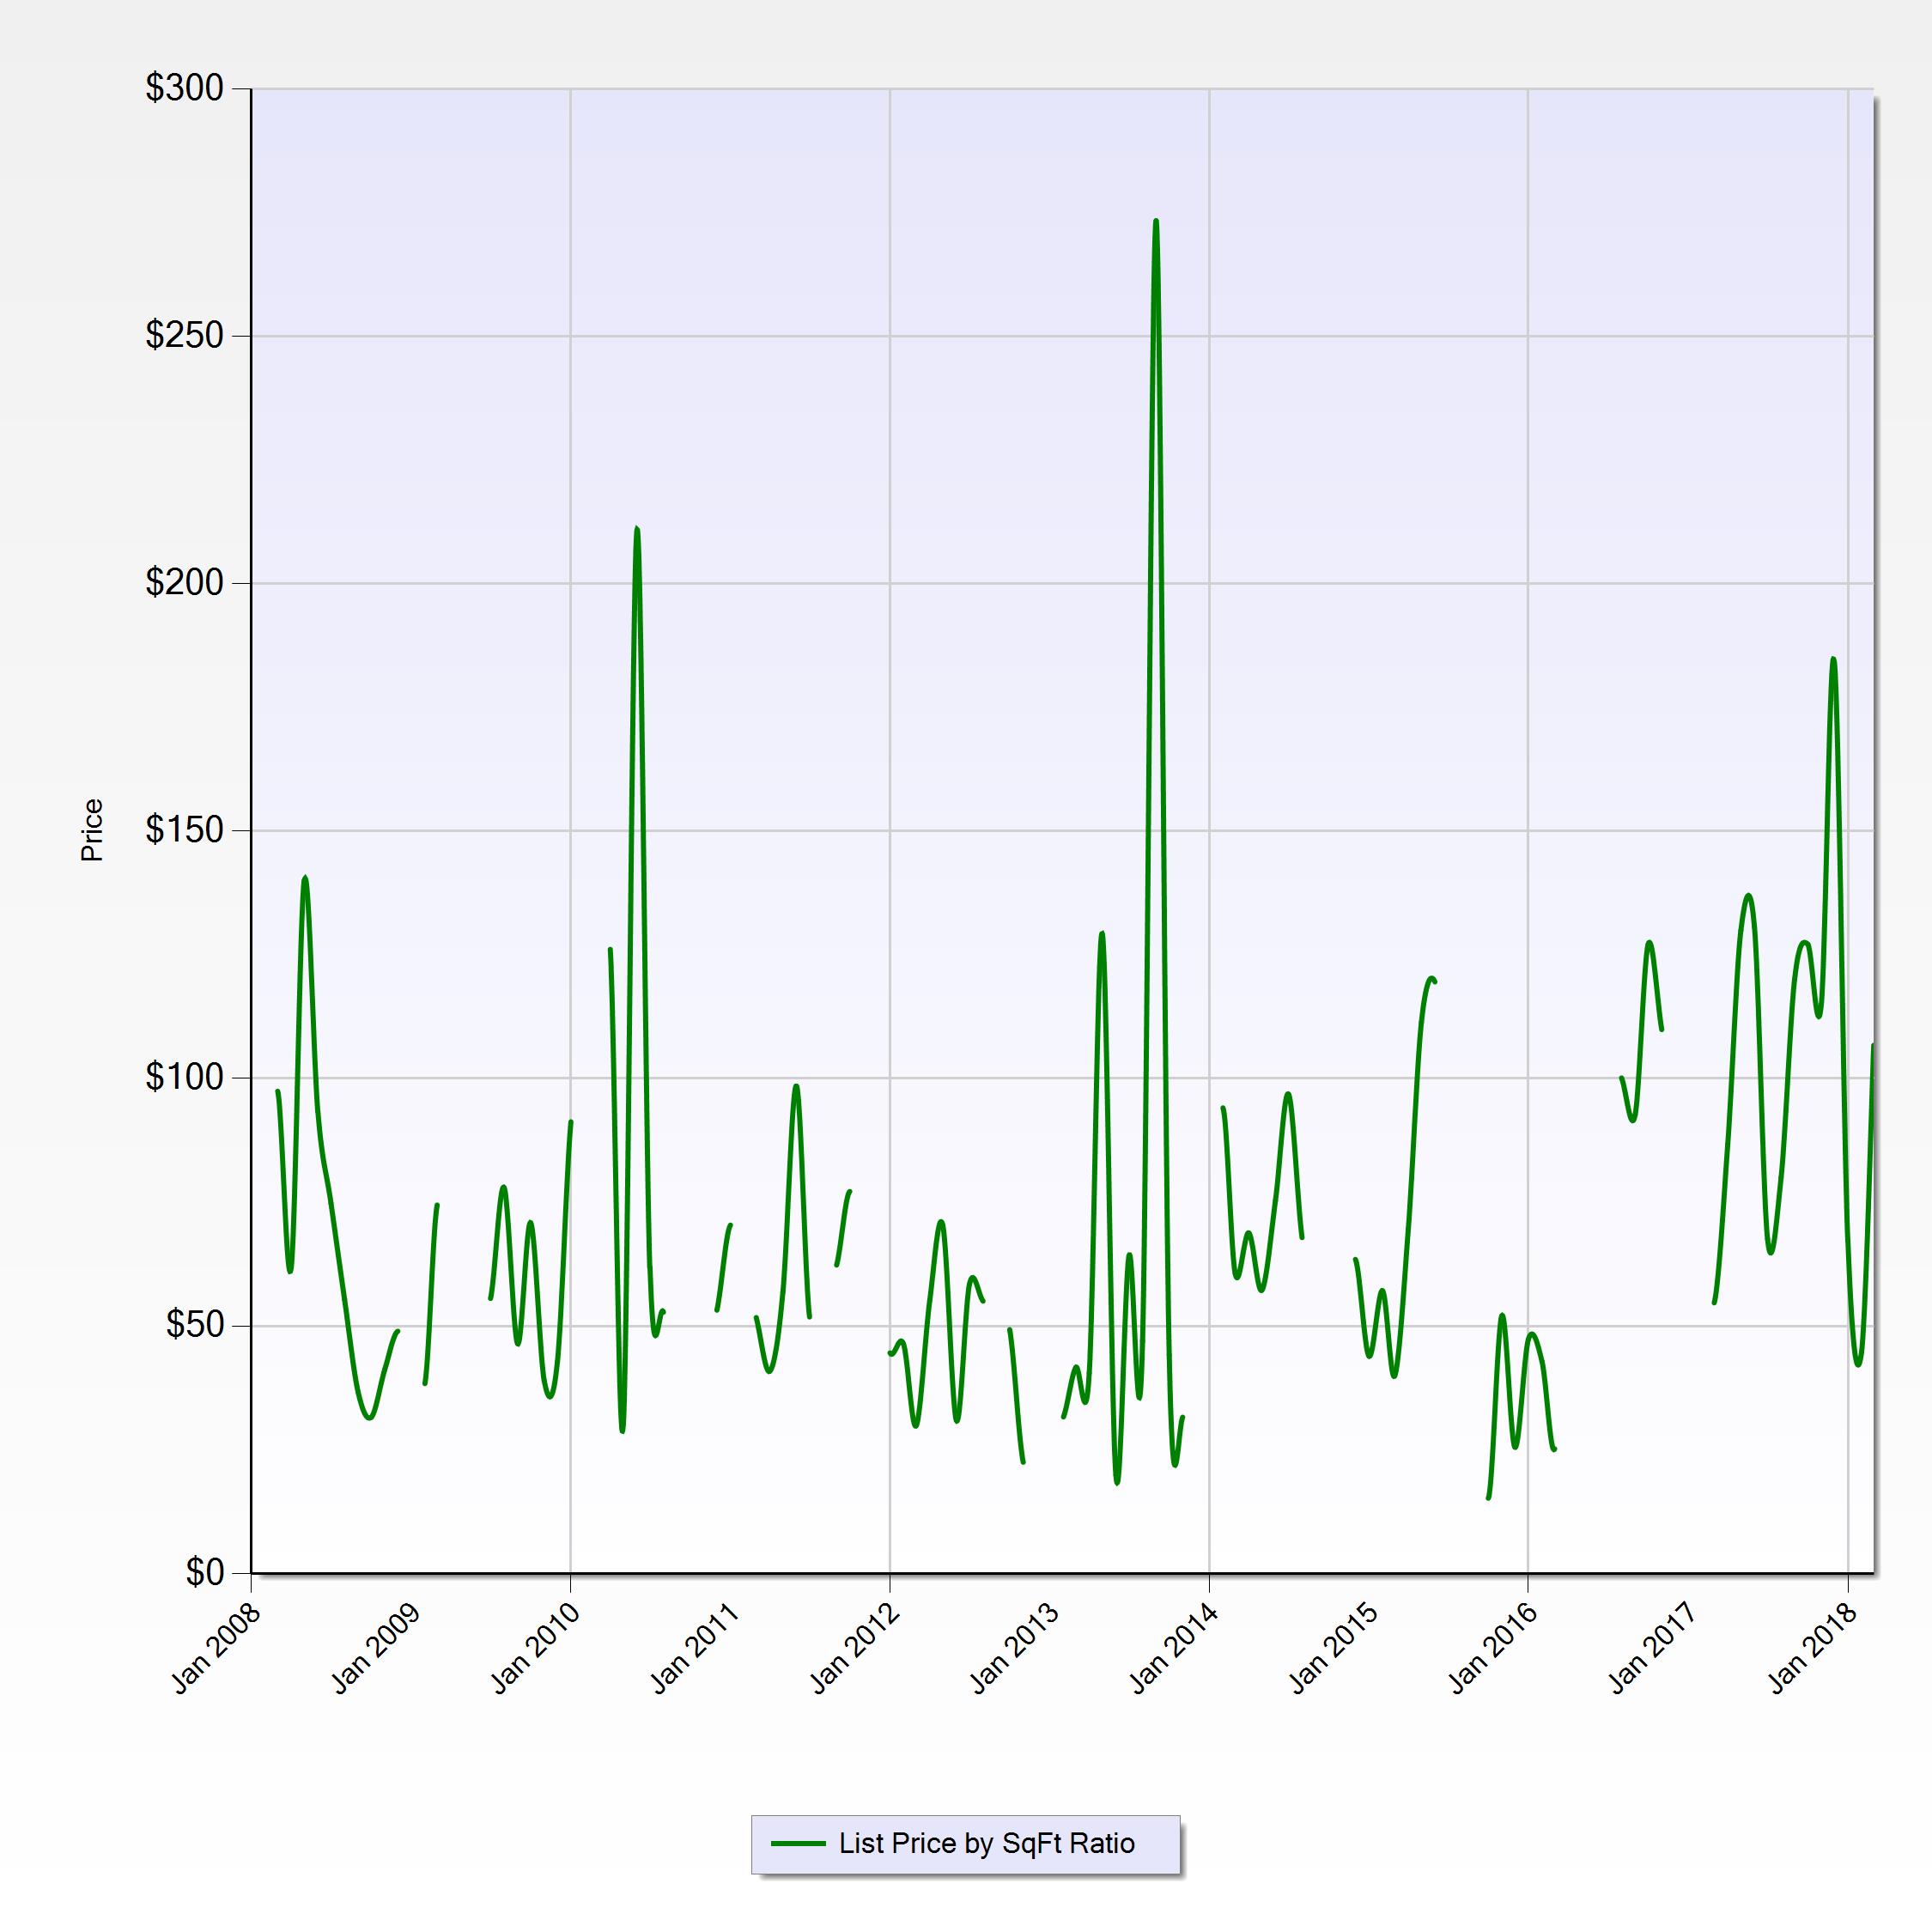 $300
$250
$200
$150
$100
$50
$0
Price
Jan 2008
Jan 2009
Jan 2010
Jan 2011
Jan 2012
Jan 2013
Jan 2014
Jan 2015
Jan 2016
Jan 2017
Jan 2018
List Price by SqFt Ratio